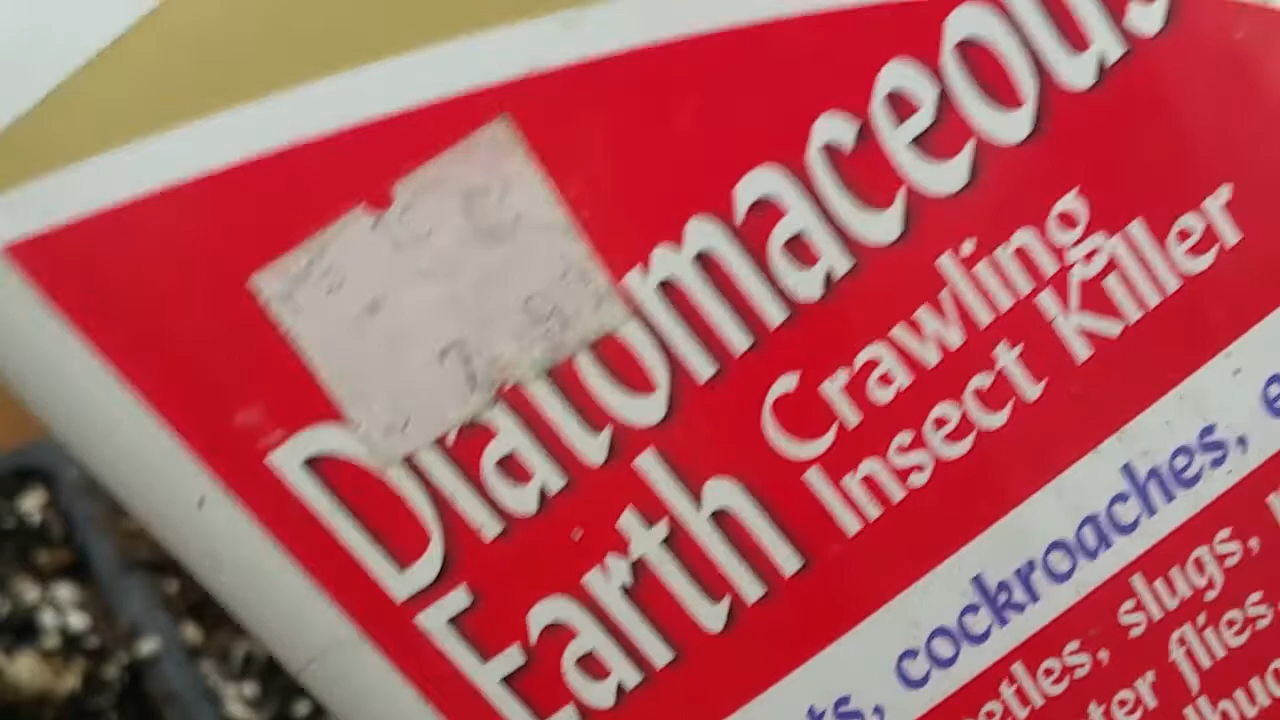 Diatomaceous
Earth
Crawling
Insect Killer
cockroaches,
slugs,
flies